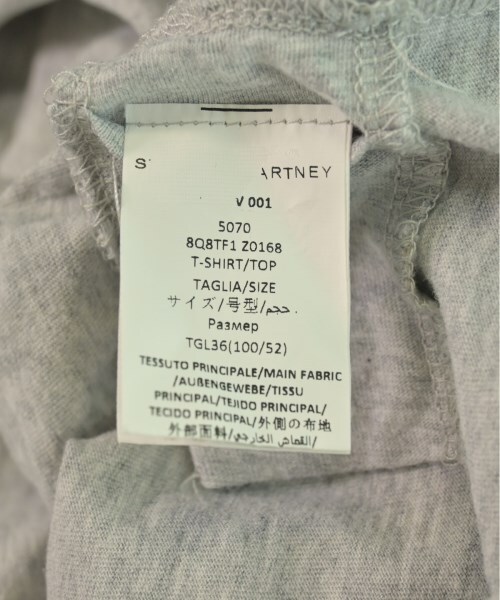 S ARTNEY
V 001
5070
8Q8TF1 Z0168
T-SHIRT/TOP
TAGLIA/SIZE
サイズ/号型/حجم.
Размер
TGL36(100/52)
TESSUTO PRINCIPALE/MAIN FABRIC
/AUßENGEWEBE/TISSU
PRINCIPAL/TEJIDO PRINCIPAL/
TECIDO PRINCIPAL/外側の布地
外部面料/القماش الخارجي/